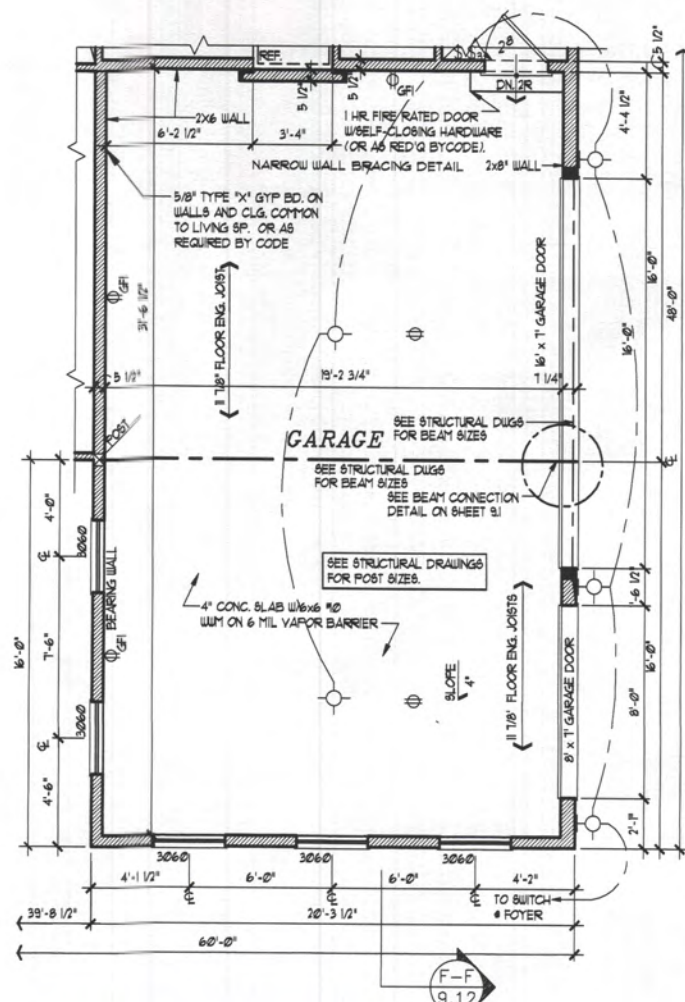 REF
2⁸
5 1/2"
5 1/2"
5 1/2"
GFI
DN. 2R
2X6 WALL
6'-2 1/2"
3'-4"
1 HR FIRE RATED DOOR
W/SELF-CLOSING HARDWARE
(OR AS REQ'D BYCODE).
4'-4 1/2"
NARROW WALL BRACING DETAIL
2x8" WALL
5/8" TYPE "X" GYP BD. ON
WALLS AND CLG. COMMON
TO LIVING SP. OR AS
REQUIRED BY CODE
GFI
31'-6 1/2"
11 7/8" FLOOR ENG. JOIST
16' x 7' GARAGE DOOR
16'-0"
16'-0"
48'-0"
5 1/2"
19'-2 3/4"
7 1/4"
POST
SEE STRUCTURAL DWGS
FOR BEAM SIZES
GARAGE
SEE STRUCTURAL DWGS
FOR BEAM SIZES
SEE BEAM CONNECTION
DETAIL ON SHEET 9.1
4'-0"
3060
BEARING WALL
SEE STRUCTURAL DRAWINGS
FOR POST SIZES.
4" CONC. SLAB W/6x6 #10
WWM ON 6 MIL VAPOR BARRIER
GFI
16'-0"
7'-6"
3060
4'-6"
SLOPE
4"
11 7/8' FLOOR ENG. JOISTS
8' x 7' GARAGE DOOR
'-6 1/2"
16'-0"
8'-0"
2'-1"
3060
3060
3060
4'-1 1/2"
6'-0"
6'-0"
4'-2"
TO SWITCH
@ FOYER
39'-8 1/2"
20'-3 1/2"
60'-0"
F-F
9.12